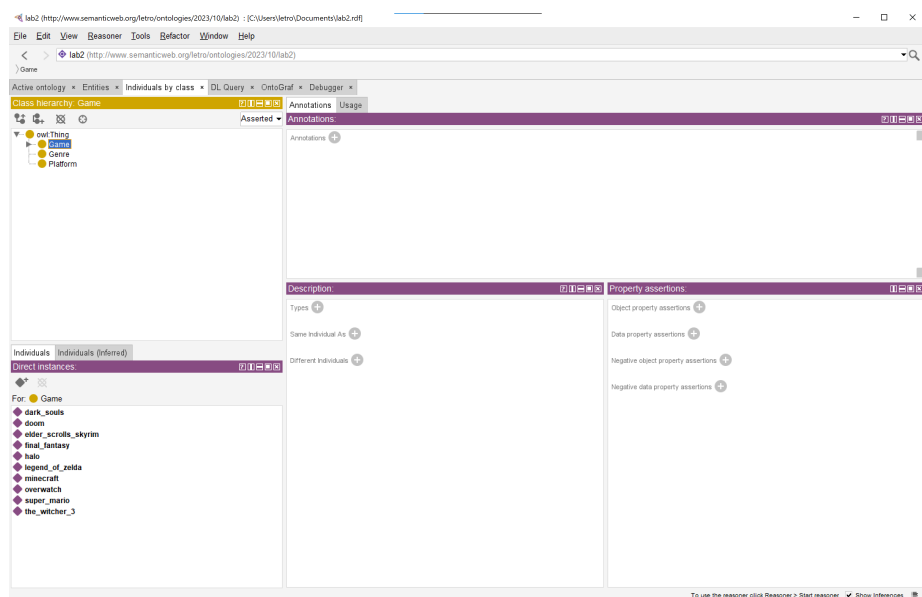 lab2 (http://www.semanticweb.org/letro/ontologies/2023/10/lab2) : [C:\Users\letro\Documents\lab2.rdf]
File Edit View Reasoner Tools Refactor Window Help
lab2 (http://www.semanticweb.org/letro/ontologies/2023/10/lab2)
Game
Active ontology × Entities × Individuals by class × DL Query × OntoGraf × Debugger ×
Class hierarchy: Game
Asserted
owl:Thing
Game
Genre
Platform
Annotations Usage
Annotations:
Annotations
Individuals Individuals (Inferred)
Direct instances:
For: Game
dark_souls
doom
elder_scrolls_skyrim
final_fantasy
halo
legend_of_zelda
minecraft
overwatch
super_mario
the_witcher_3
Description:
Types
Same Individual As
Different Individuals
Property assertions:
Object property assertions
Data property assertions
Negative object property assertions
Negative data property assertions
To use the reasoner click Reasoner > Start reasoner Show Inferences